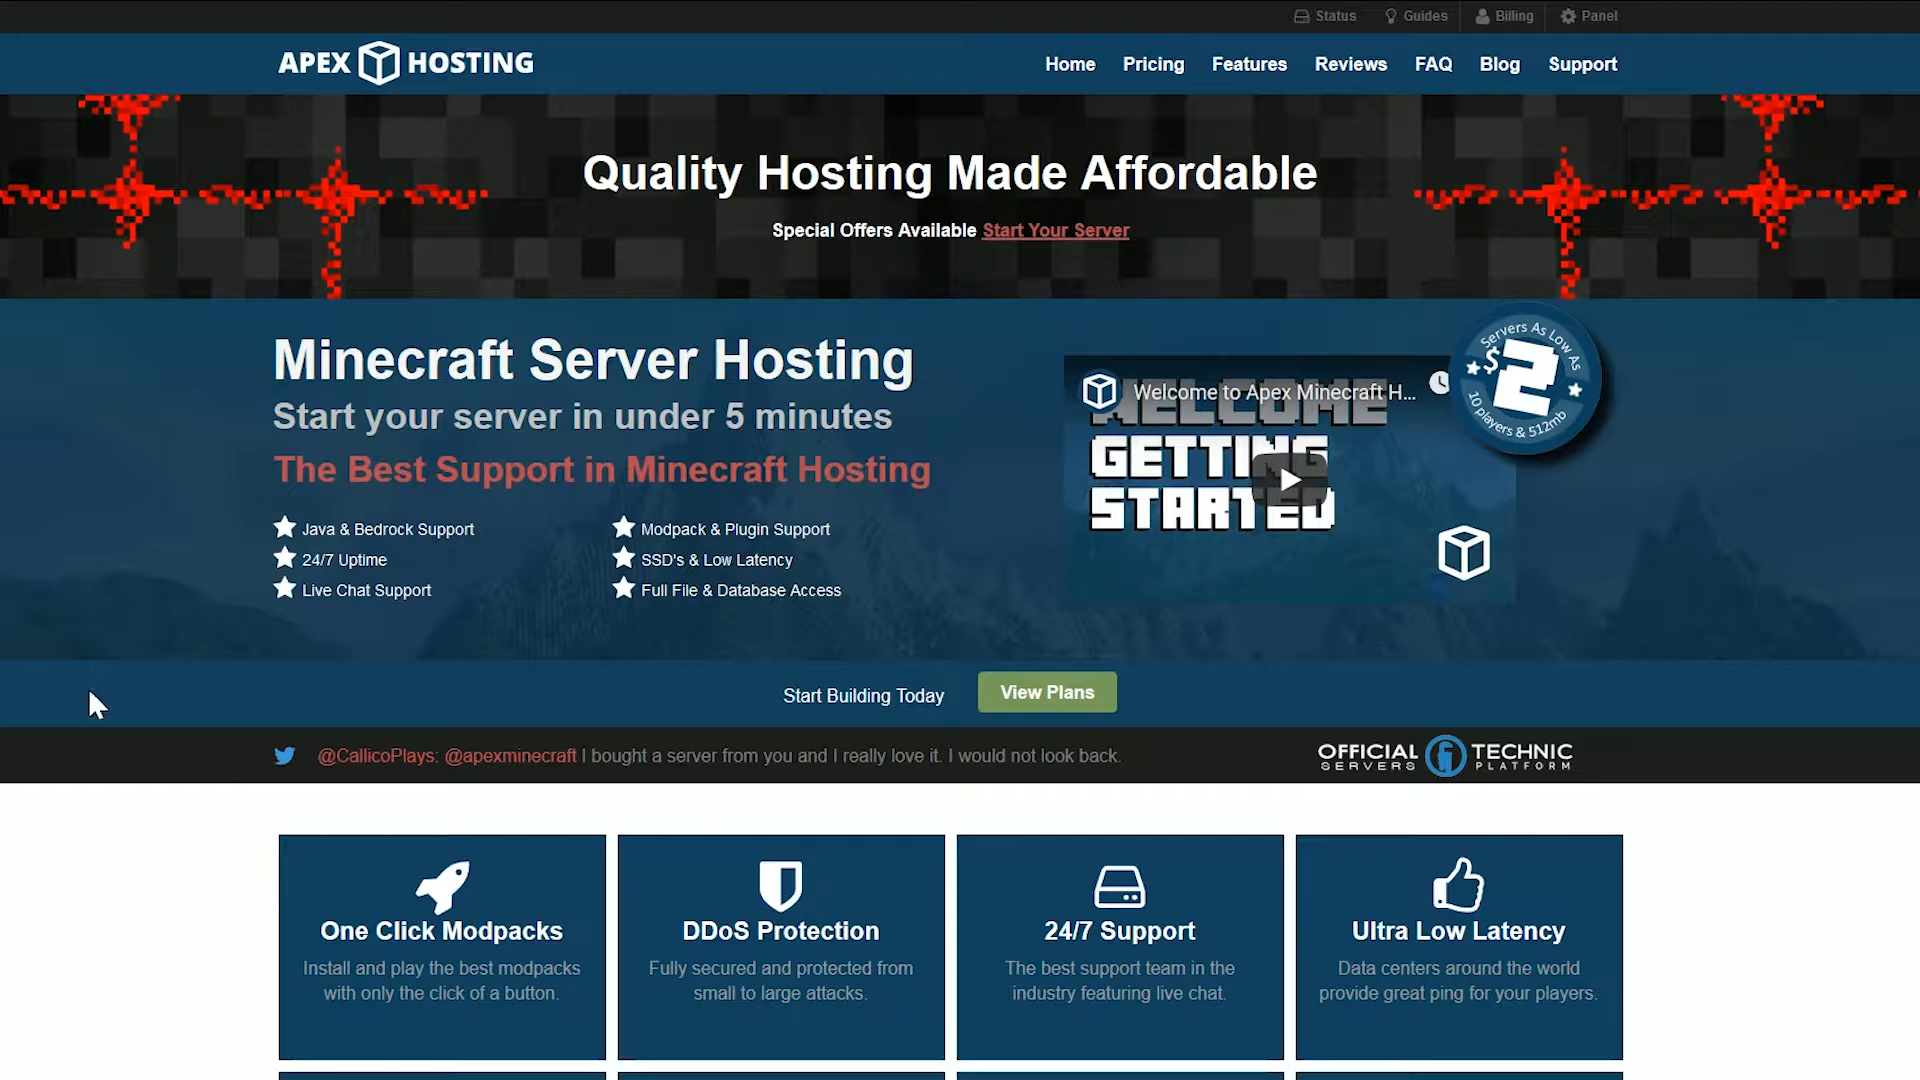 Status Guides Billing Panel
APEX HOSTING
Home Pricing Features Reviews FAQ Blog Support
Quality Hosting Made Affordable
Special Offers Available Start Your Server
Minecraft Server Hosting
Start your server in under 5 minutes
The Best Support in Minecraft Hosting
Java & Bedrock Support
Modpack & Plugin Support
24/7 Uptime
SSD's & Low Latency
Live Chat Support
Full File & Database Access
Welcome to Apex Minecraft H...
WELCOME
GETTING
STARTED
Servers As Low As
$2
10 players & 512mb
Start Building Today
View Plans
@CallicoPlays: @apexminecraft I bought a server from you and I really love it. I would not look back.
OFFICIAL TECHNIC
SERVERS PLATFORM
One Click Modpacks
Install and play the best modpacks
with only the click of a button.
DDoS Protection
Fully secured and protected from
small to large attacks.
24/7 Support
The best support team in the
industry featuring live chat.
Ultra Low Latency
Data centers around the world
provide great ping for your players.